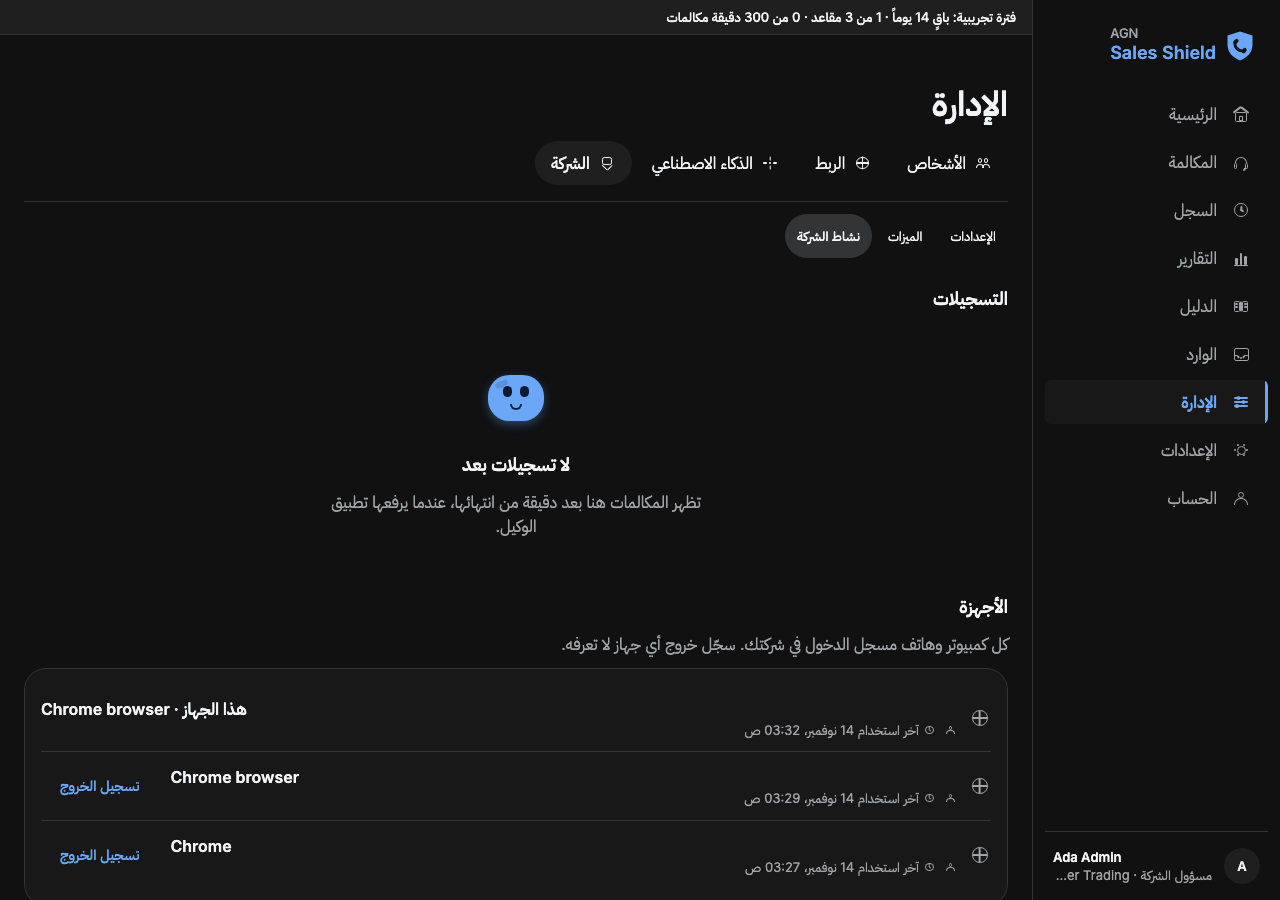 فترة تجريبية: باقٍ 14 يوماً · 1 من 3 مقاعد · 0 من 300 دقيقة مكالمات
AGN
Sales Shield
الرئيسية
المكالمة
السجل
التقارير
الدليل
الوارد
الإدارة
الإعدادات
الحساب
A
Ada Admin
مسؤول الشركة · er Trading...
الإدارة
الأشخاص
الربط
الذكاء الاصطناعي
الشركة
الإعدادات
الميزات
نشاط الشركة
التسجيلات
لا تسجيلات بعد
تظهر المكالمات هنا بعد دقيقة من انتهائها، عندما يرفعها تطبيق
الوكيل.
الأجهزة
كل كمبيوتر وهاتف مسجل الدخول في شركتك. سجّل خروج أي جهاز لا تعرفه.
Chrome browser · هذا الجهاز
آخر استخدام 14 نوفمبر، 03:32 ص
Chrome browser
آخر استخدام 14 نوفمبر، 03:29 ص
تسجيل الخروج
Chrome
آخر استخدام 14 نوفمبر، 03:27 ص
تسجيل الخروج